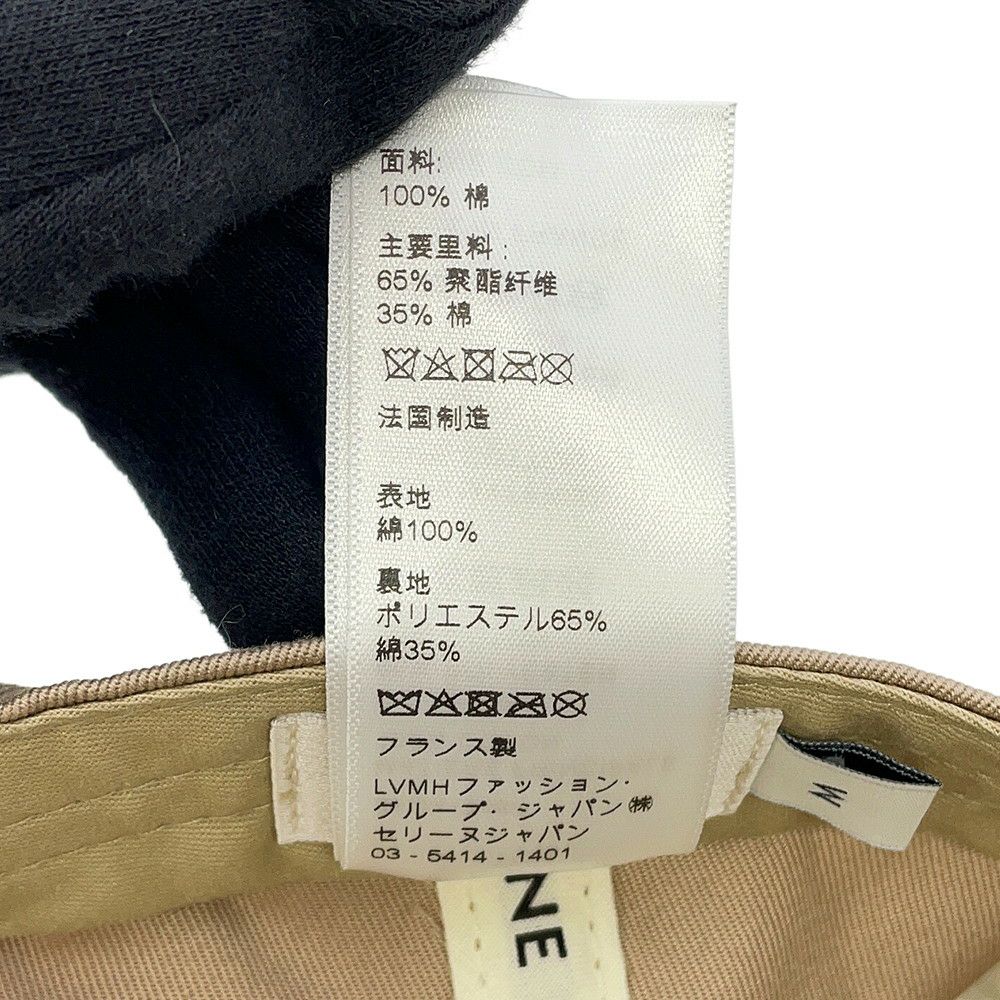 面料:
100% 棉
主要里料:
65% 聚酯纤维
35% 棉
法国制造
表地
綿100%
裏地
ポリエステル65%
綿35%
フランス製
LVMHファッション・
グループ・ジャパン㈱
セリーヌジャパン
03 - 5414 - 1401
M
NE